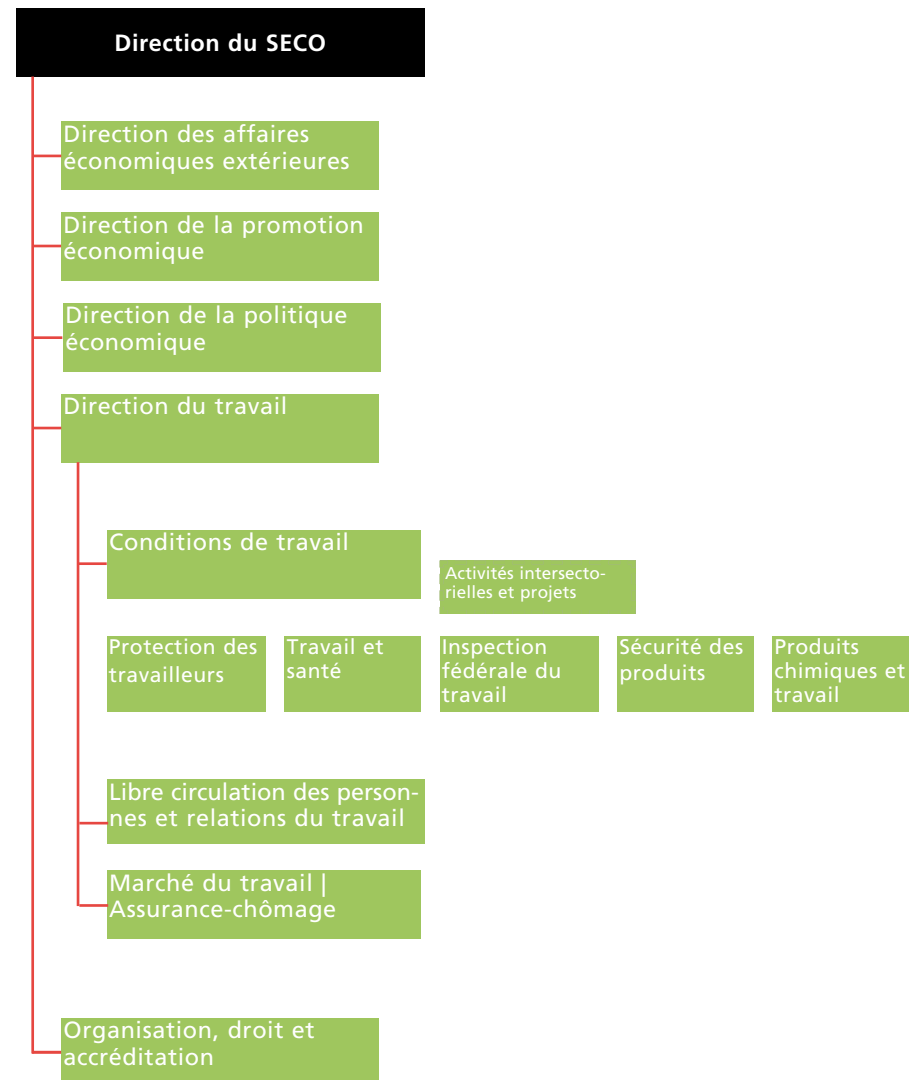 Direction du SECO
Direction des affaires
économiques extérieures
Direction de la promotion
économique
Direction de la politique
économique
Direction du travail
Conditions de travail
Activités intersecto-
rielles et projets
Protection des
travailleurs
Travail et
santé
Inspection
fédérale du
travail
Sécurité des
produits
Produits
chimiques et
travail
Libre circulation des person-
nes et relations du travail
Marché du travail |
Assurance-chômage
Organisation, droit et
accréditation